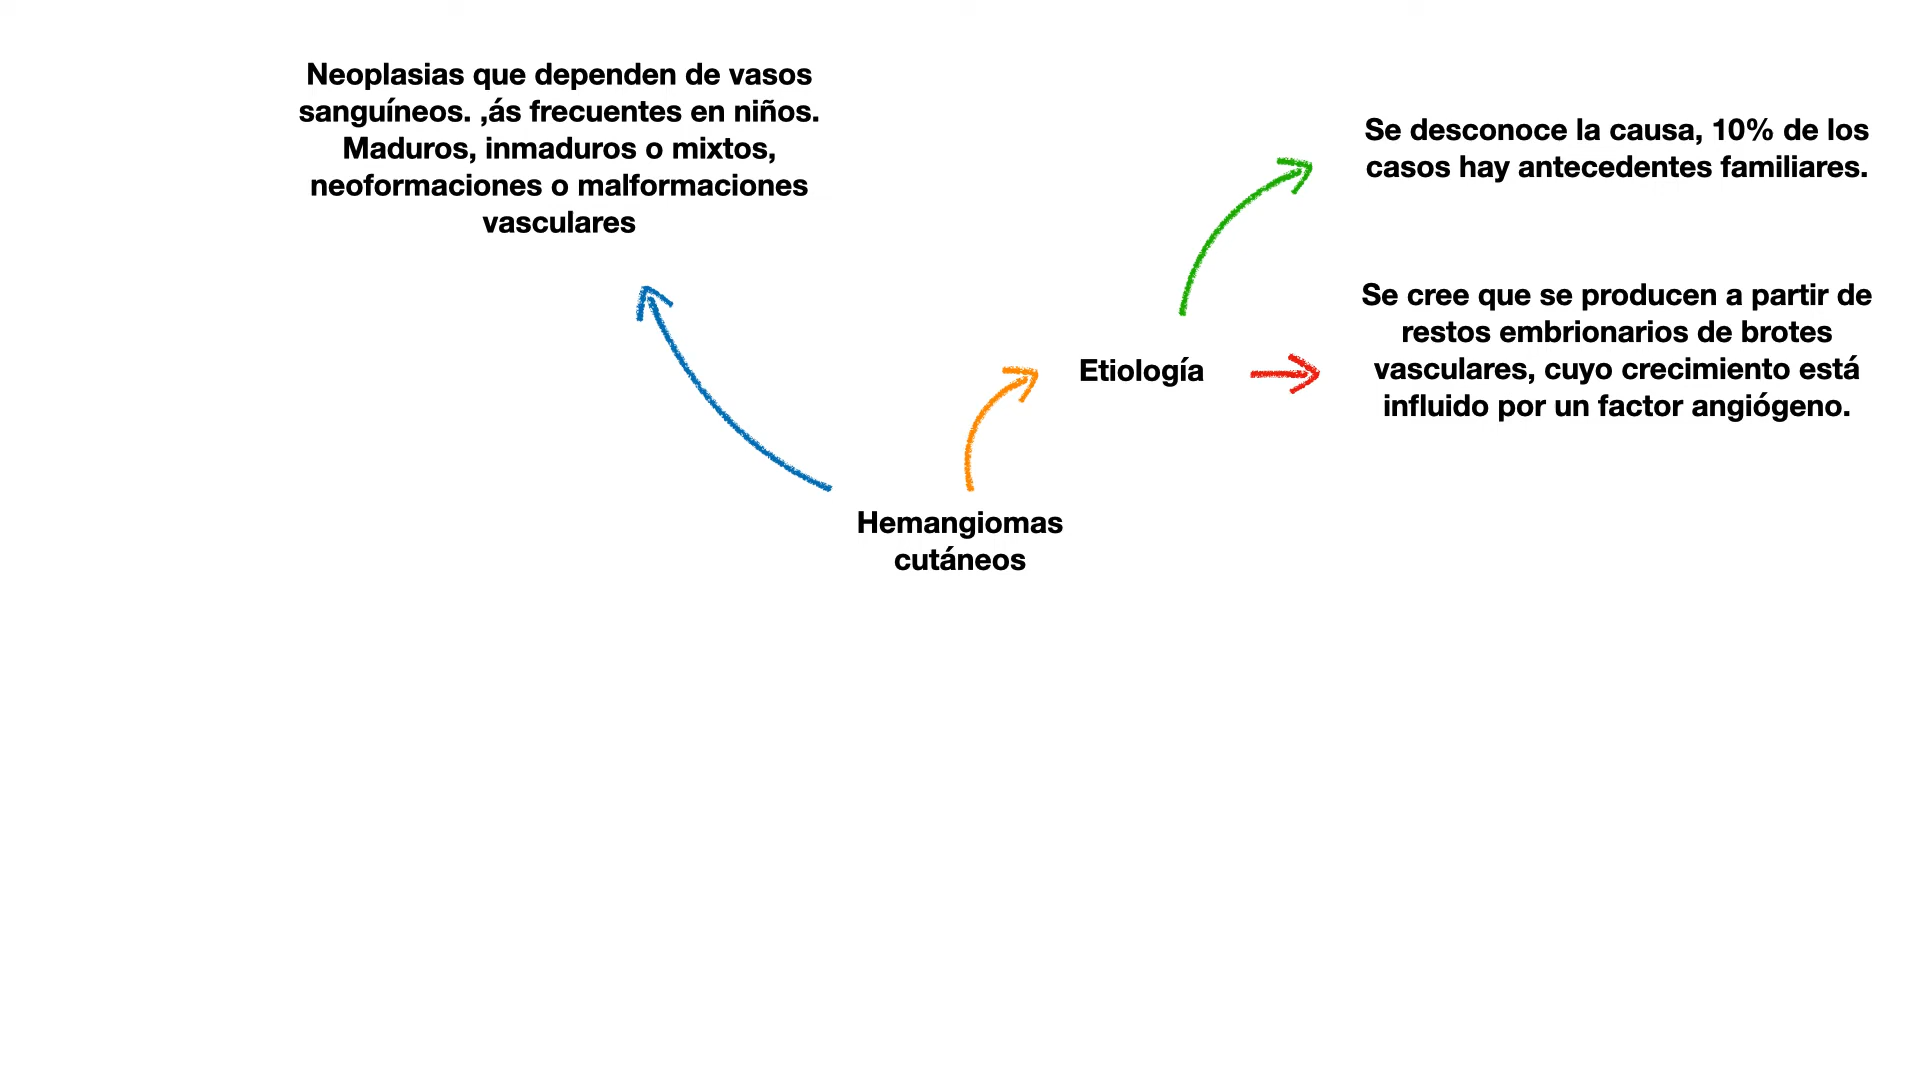 Neoplasias que dependen de vasos
sanguíneos. ,ás frecuentes en niños.
Maduros, inmaduros o mixtos,
neoformaciones o malformaciones
vasculares
Se desconoce la causa, 10% de los
casos hay antecedentes familiares.
Se cree que se producen a partir de
restos embrionarios de brotes
vasculares, cuyo crecimiento está
influido por un factor angiógeno.
Etiología
Hemangiomas
cutáneos